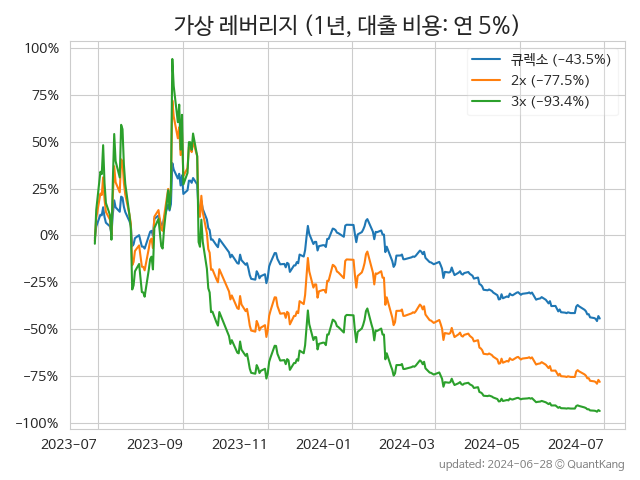 가상 레버리지 (1년, 대출 비용: 연 5%)
큐렉소 (−43.5%)
2x (−77.5%)
3x (−93.4%)
100%
75%
50%
25%
0%
−25%
−50%
−75%
−100%
2023-07 2023-09 2023-11 2024-01 2024-03 2024-05 2024-07
updated: 2024-06-28 ⓒ QuantKang